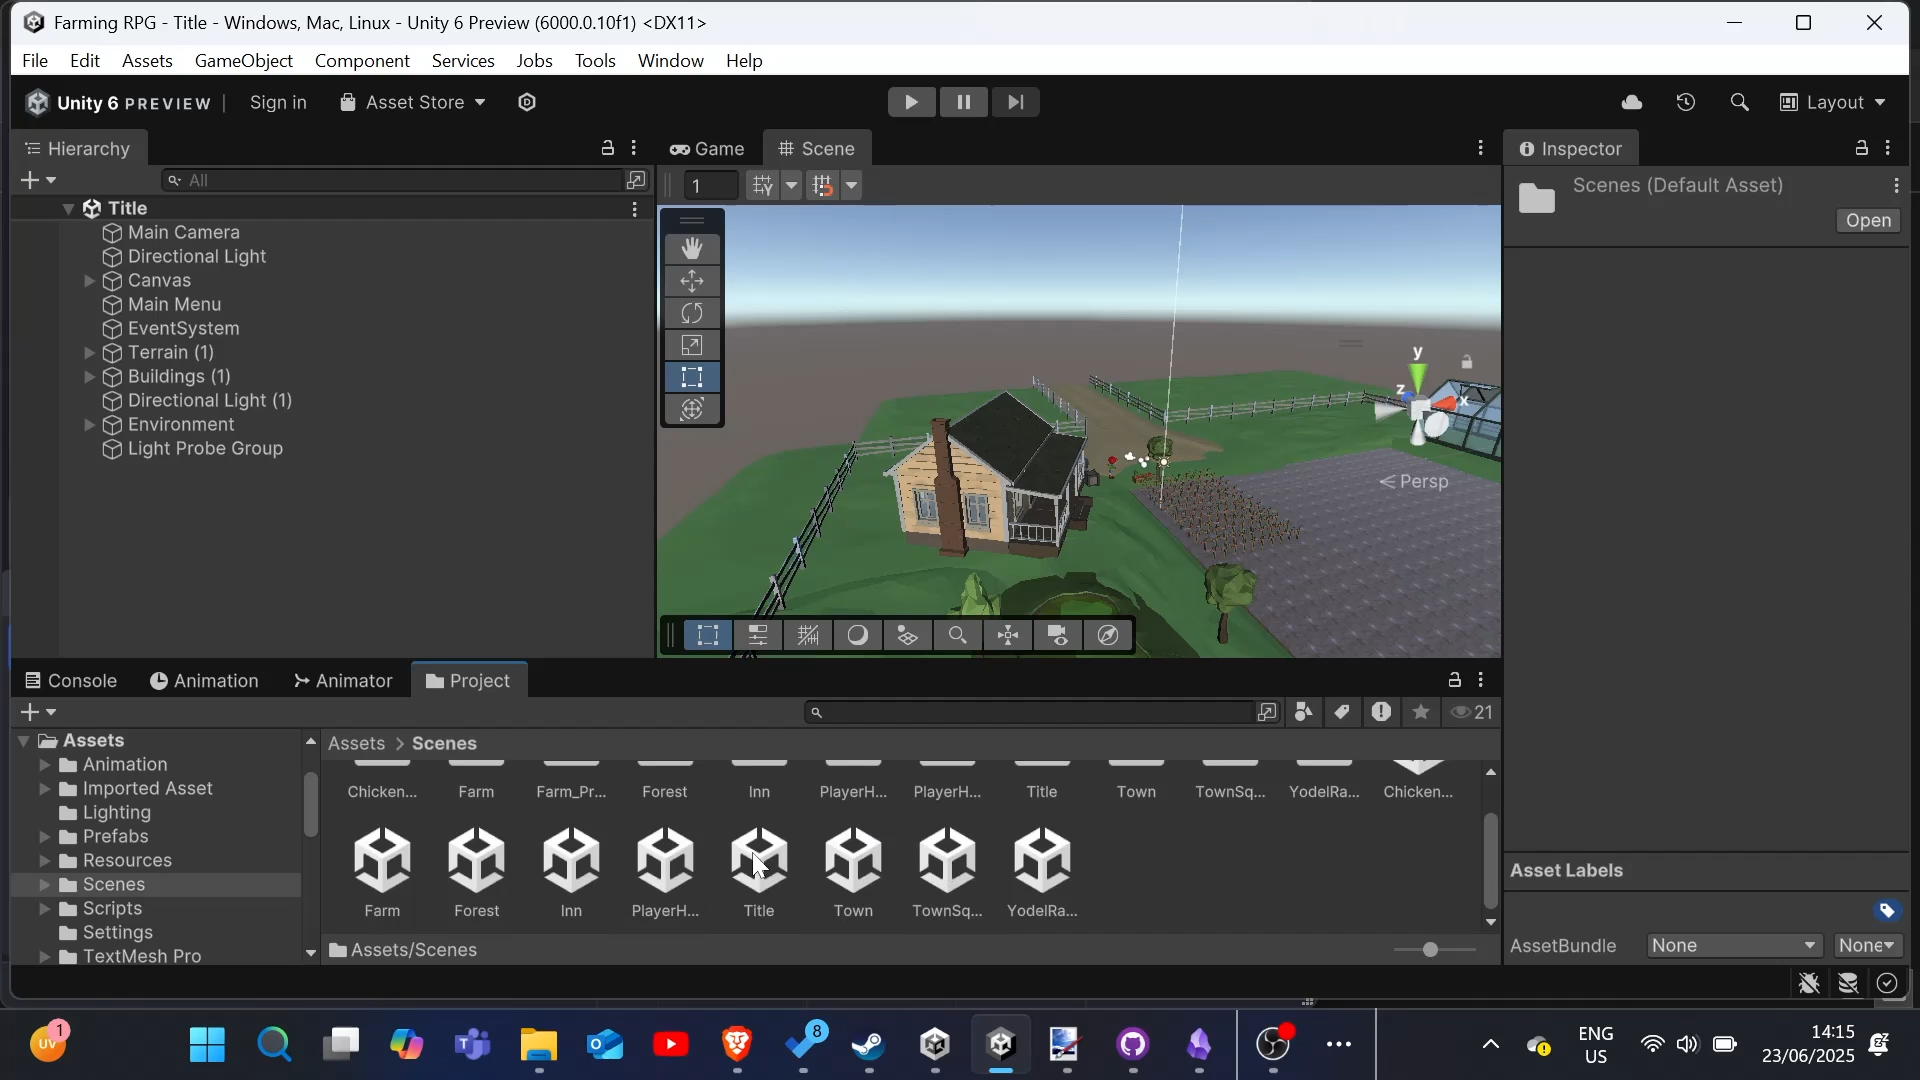 Farming RPG - Title - Windows, Mac, Linux - Unity 6 Preview (6000.0.10f1) <DX11>
File Edit Assets GameObject Component Services Jobs Tools Window Help
Unity 6 PREVIEW Sign in Asset Store Layout
Hierarchy Game Scene Inspector
All 1 Scenes (Default Asset)
Open
Title
Main Camera
Directional Light
Canvas
Main Menu
EventSystem
Terrain (1)
Buildings (1)
Directional Light (1)
Environment
Light Probe Group
y
z x
Persp
Console Animation Animator Project
21
Assets
Animation
Imported Asset
Lighting
Prefabs
Resources
Scenes
Scripts
Settings
TextMesh Pro
Assets > Scenes
Chicken... Farm Farm_Pr... Forest Inn PlayerH... PlayerH... Title Town TownSq... YodelRa... Chicken...
Farm Forest Inn PlayerH... Title Town TownSq... YodelRa...
Assets/Scenes
Asset Labels
AssetBundle None None
UV 1
8
ENG
US
14:15
23/06/2025